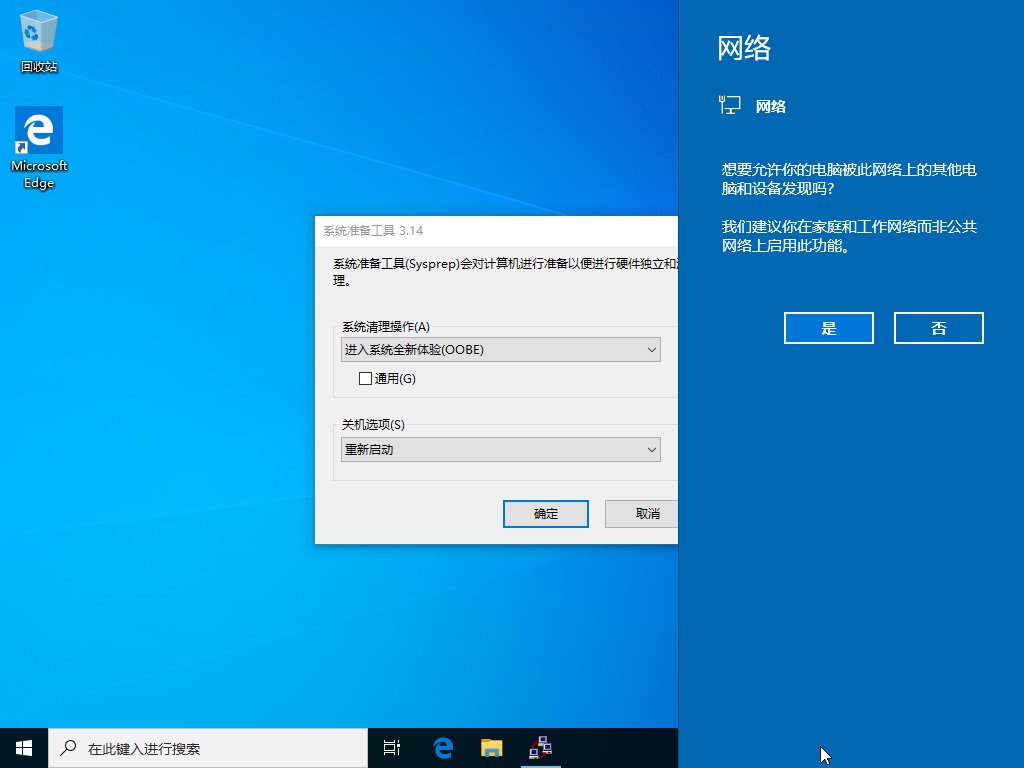 回收站
Microsoft
Edge
系统准备工具 3.14
系统准备工具(Sysprep)会对计算机进行准备以便进行硬件独立和
理。
系统清理操作(A)
进入系统全新体验(OOBE)
通用(G)
关机选项(S)
重新启动
确定
取消
网络
网络
想要允许你的电脑被此网络上的其他电
脑和设备发现吗?
我们建议你在家庭和工作网络而非公共
网络上启用此功能。
是
否
在此键入进行搜索